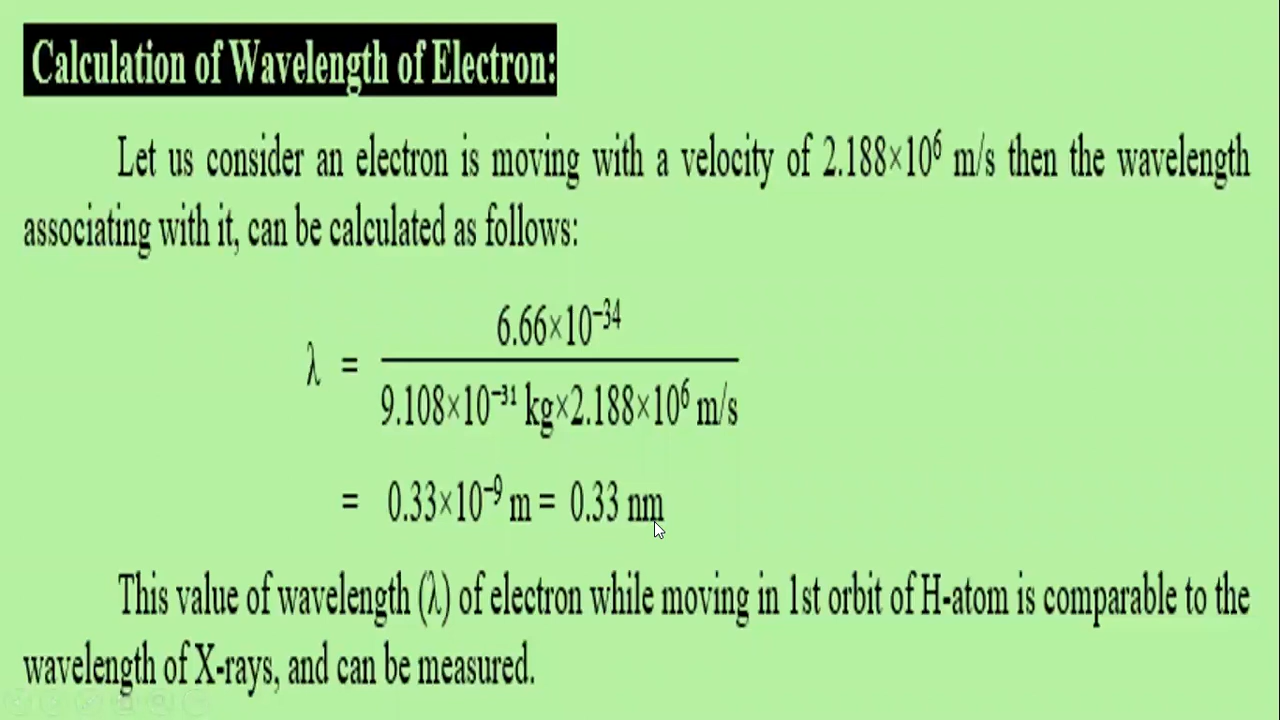 Calculation of Wavelength of Electron:
Let us consider an electron is moving with a velocity of 2.188×10⁶ m/s then the wavelength
associating with it, can be calculated as follows:
6.66×10⁻³⁴
λ =
9.108×10⁻³¹ kg×2.188×10⁶ m/s
= 0.33×10⁻⁹ m = 0.33 nm
This value of wavelength (λ) of electron while moving in 1st orbit of H-atom is comparable to the
wavelength of X-rays, and can be measured.